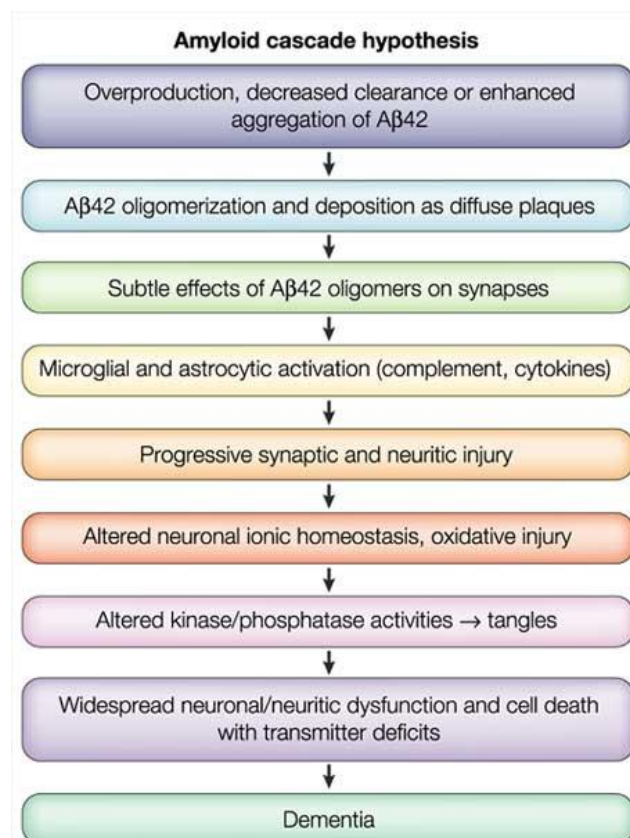 Amyloid cascade hypothesis
Overproduction, decreased clearance or enhanced
aggregation of Aβ42
Aβ42 oligomerization and deposition as diffuse plaques
Subtle effects of Aβ42 oligomers on synapses
Microglial and astrocytic activation (complement, cytokines)
Progressive synaptic and neuritic injury
Altered neuronal ionic homeostasis, oxidative injury
Altered kinase/phosphatase activities → tangles
Widespread neuronal/neuritic dysfunction and cell death
with transmitter deficits
Dementia